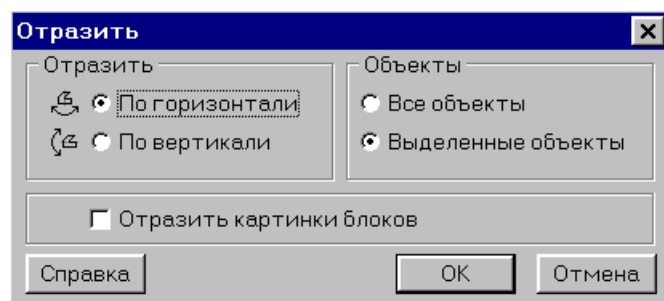 Отразить
Отразить
По горизонтали
По вертикали
Объекты
Все объекты
Выделенные объекты
Отразить картинки блоков
Справка
OK
Отмена